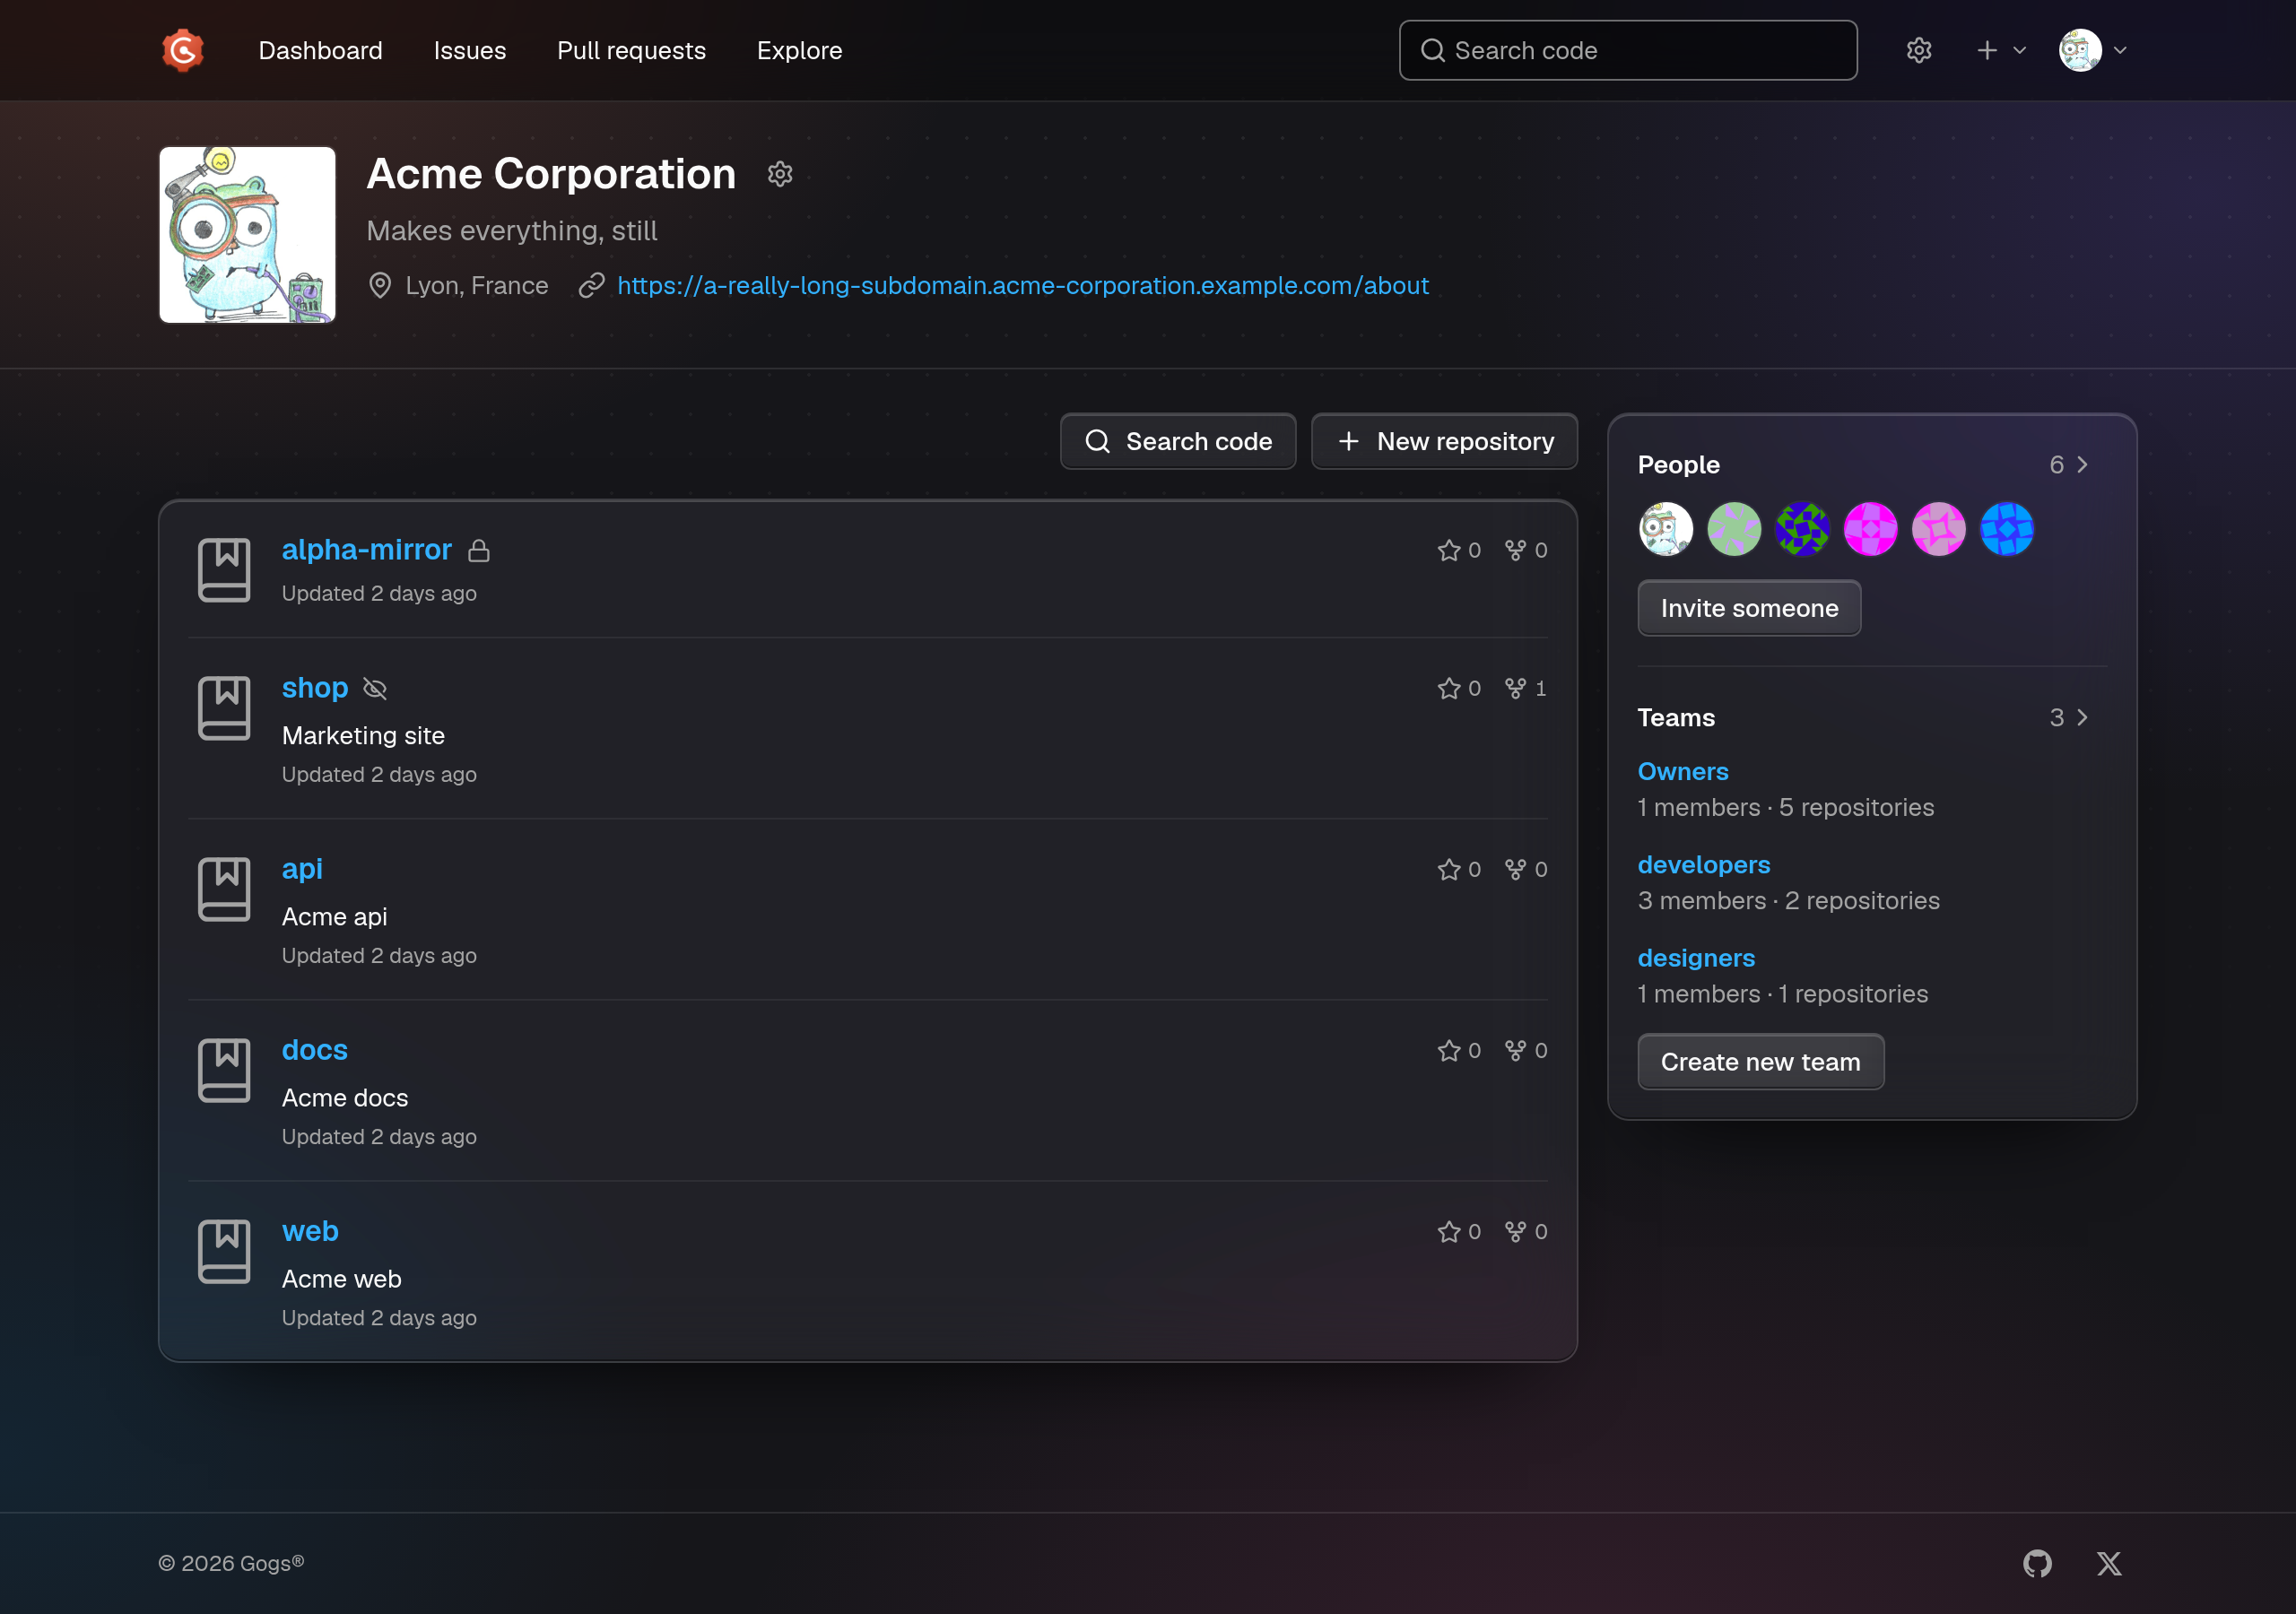 Dashboard
Issues
Pull requests
Explore
Search code
Acme Corporation
Makes everything, still
Lyon, France
https://a-really-long-subdomain.acme-corporation.example.com/about
Search code
New repository
alpha-mirror
0
0
Updated 2 days ago
shop
0
1
Marketing site
Updated 2 days ago
api
0
0
Acme api
Updated 2 days ago
docs
0
0
Acme docs
Updated 2 days ago
web
0
0
Acme web
Updated 2 days ago
People
6
Invite someone
Teams
3
Owners
1 members · 5 repositories
developers
3 members · 2 repositories
designers
1 members · 1 repositories
Create new team
© 2026 Gogs®